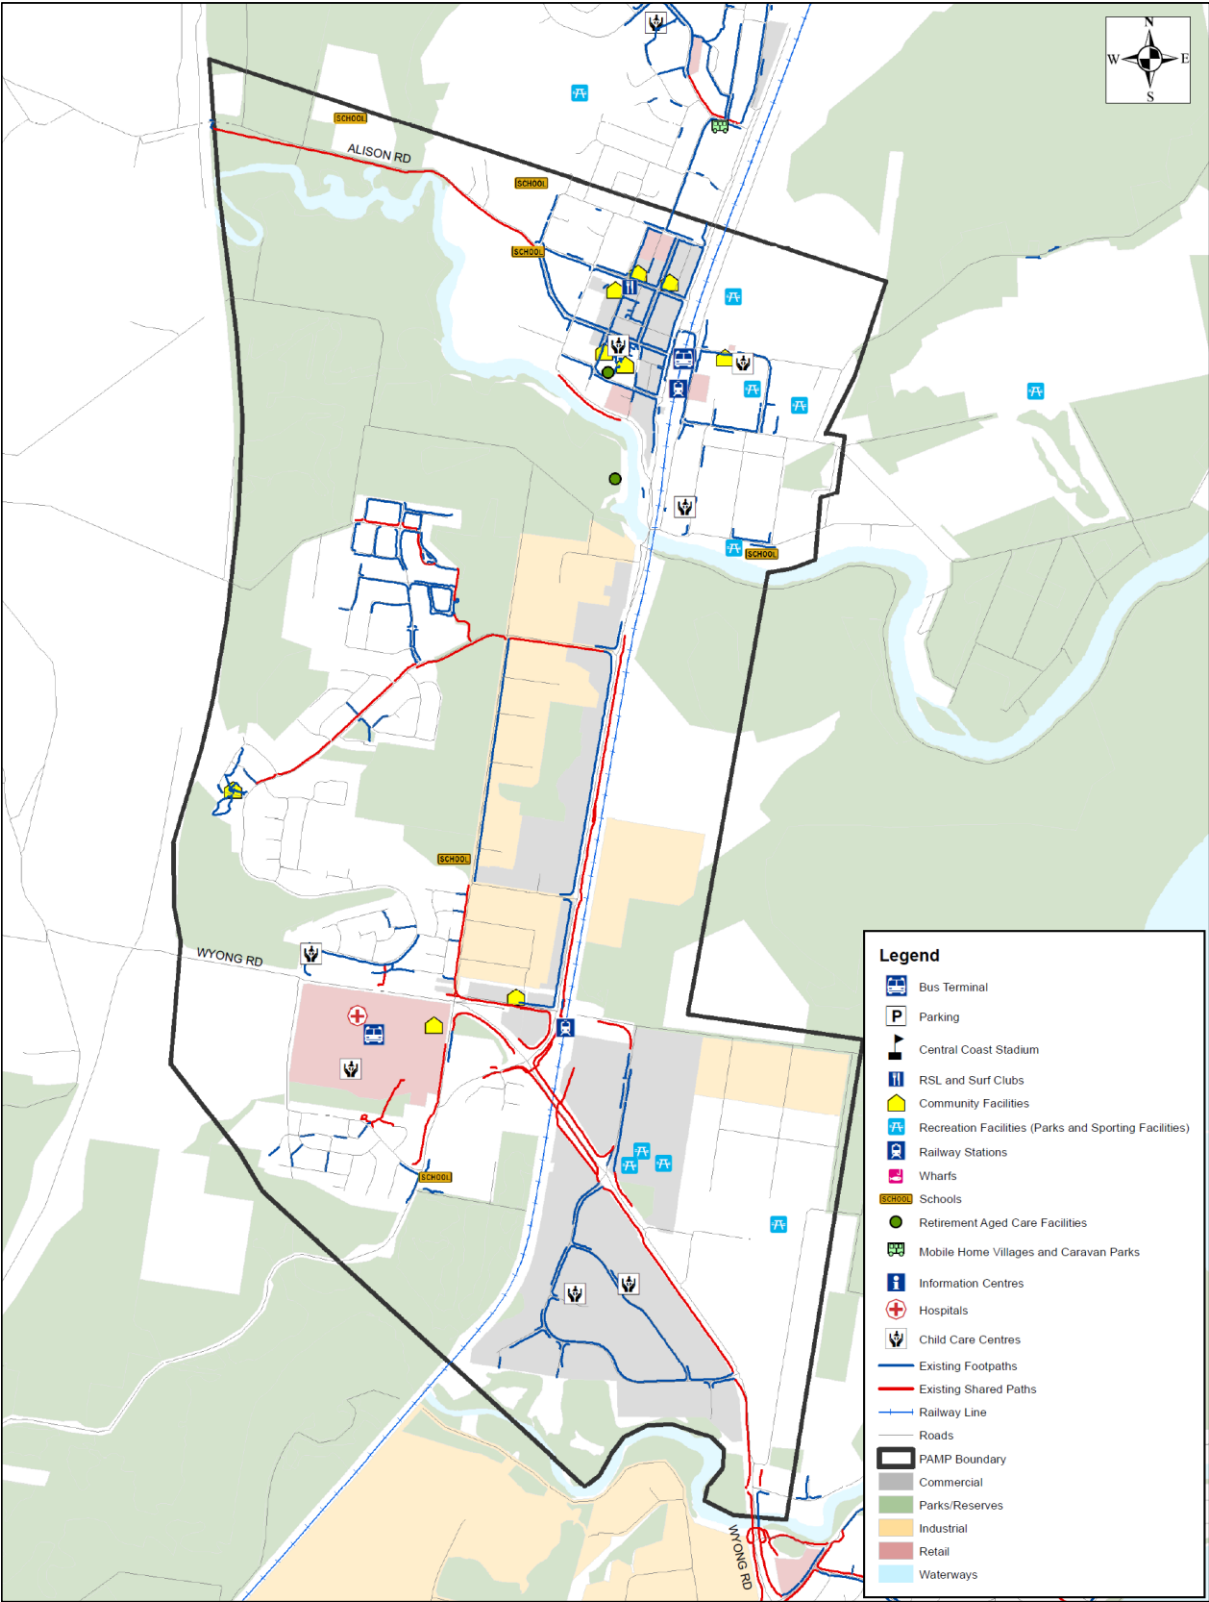 N
W E
S
SCHOOL
ALISON RD
SCHOOL
SCHOOL
SCHOOL
SCHOOL
WYONG RD
SCHOOL
WYONG RD
Legend
Bus Terminal
P Parking
Central Coast Stadium
RSL and Surf Clubs
Community Facilities
Recreation Facilities (Parks and Sporting Facilities)
Railway Stations
Wharfs
SCHOOL Schools
Retirement Aged Care Facilities
Mobile Home Villages and Caravan Parks
i Information Centres
Hospitals
Child Care Centres
Existing Footpaths
Existing Shared Paths
Railway Line
Roads
PAMP Boundary
Commercial
Parks/Reserves
Industrial
Retail
Waterways